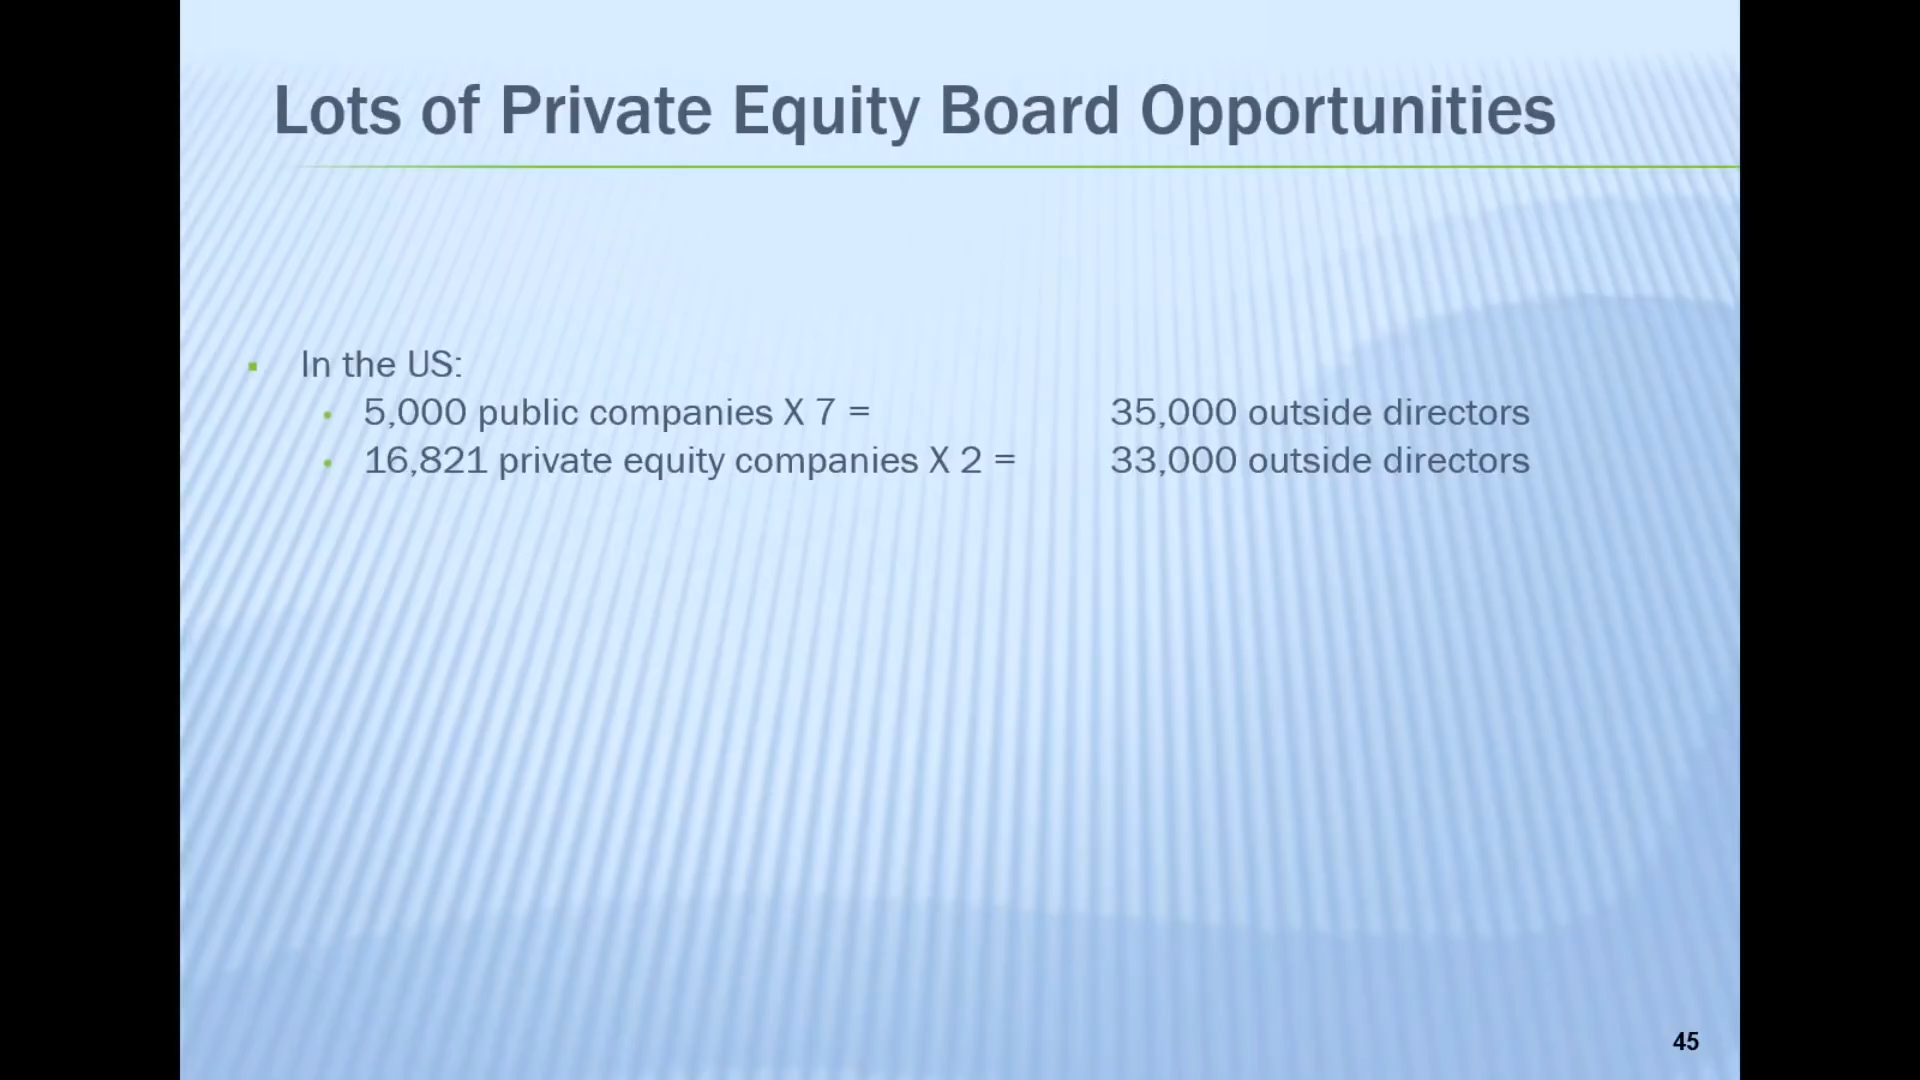 Lots of Private Equity Board Opportunities
In the US:
5,000 public companies X 7 = 35,000 outside directors
16,821 private equity companies X 2 = 33,000 outside directors
45